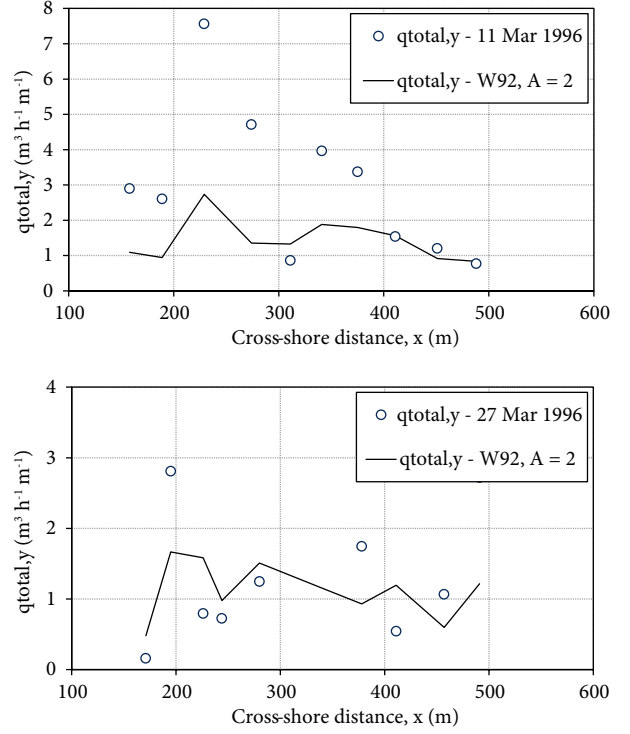 8
7
6
5
4
3
2
1
0
qtotal,y (m³ h⁻¹ m⁻¹)
qtotal,y - 11 Mar 1996
qtotal,y - W92, A = 2
100 200 300 400 500 600
Cross-shore distance, x (m)
4
3
2
1
0
qtotal,y (m³ h⁻¹ m⁻¹)
qtotal,y - 27 Mar 1996
qtotal,y - W92, A = 2
100 200 300 400 500 600
Cross-shore distance, x (m)